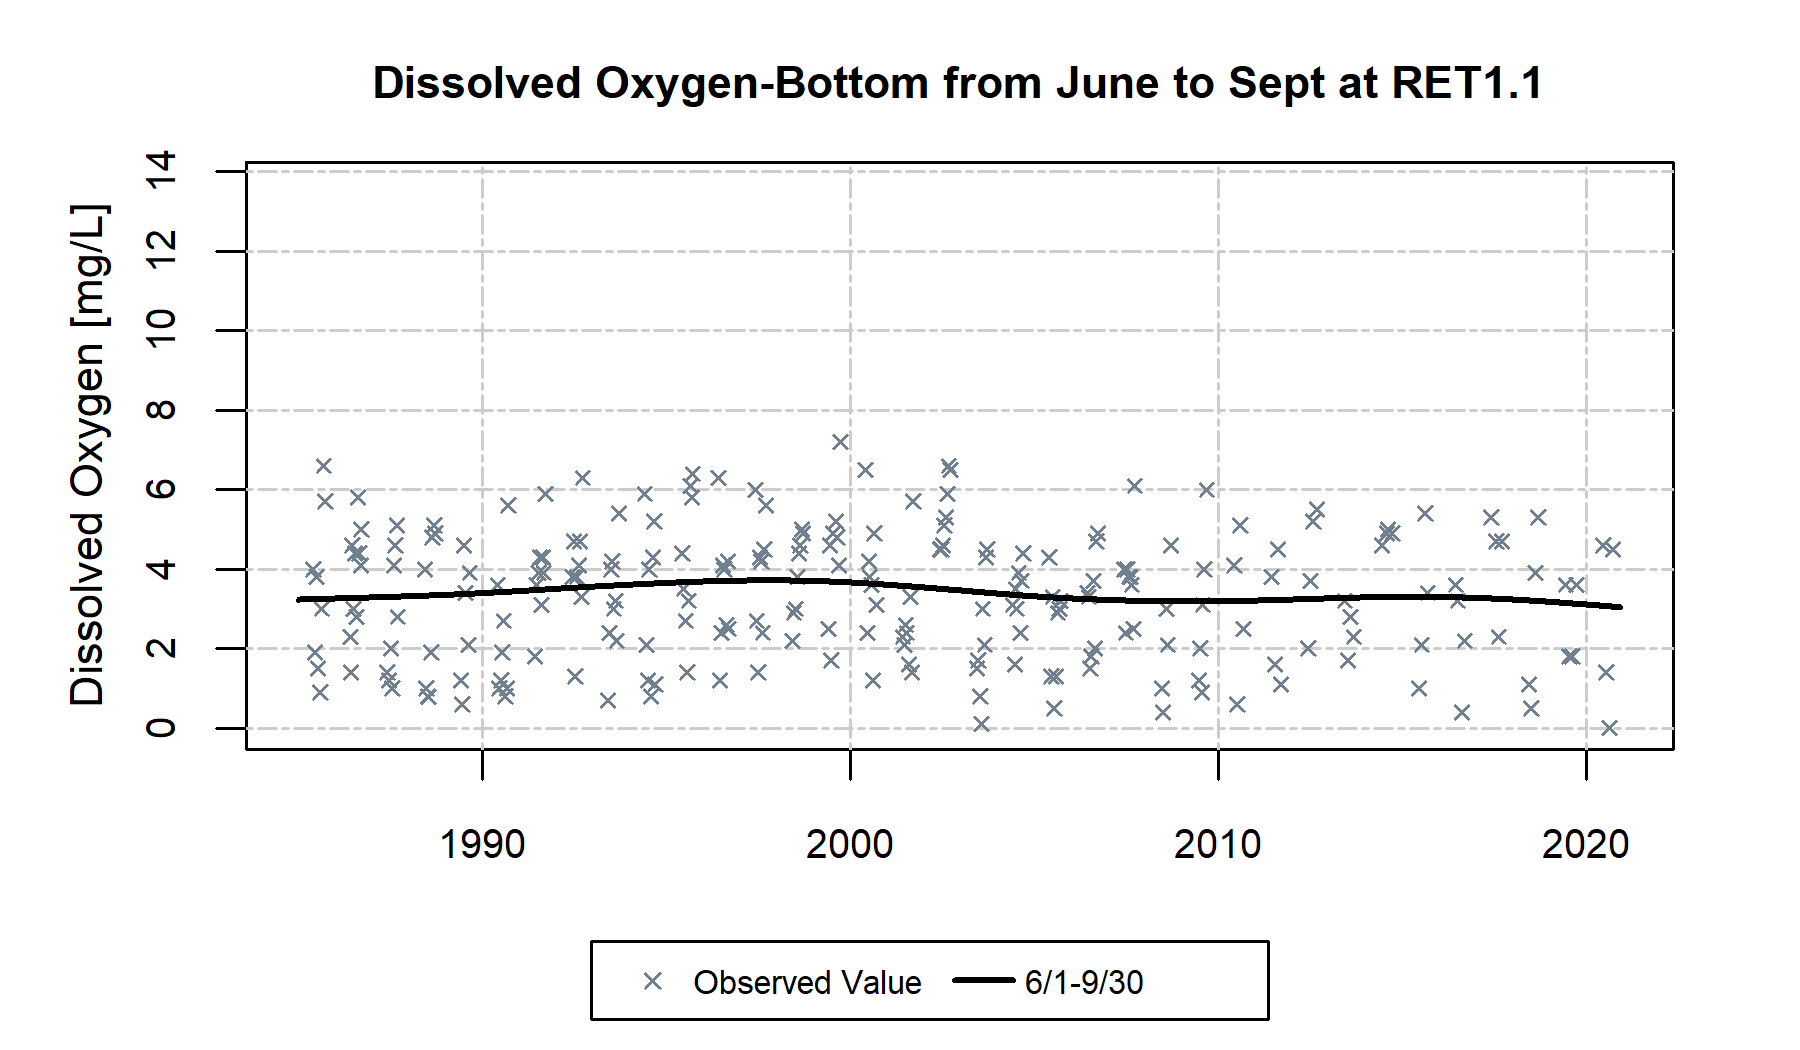 Dissolved Oxygen-Bottom from June to Sept at RET1.1
Dissolved Oxygen [mg/L]
14
12
10
8
6
4
2
0
1990 2000 2010 2020
Observed Value 6/1-9/30